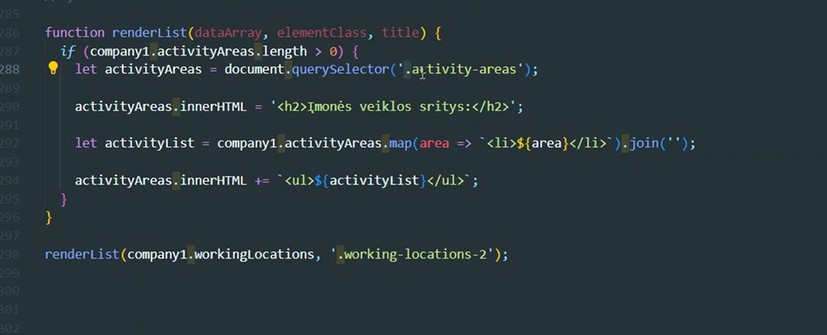 285
286 function renderList(dataArray, elementClass, title) {
287 if (company1.activityAreas.length > 0) {
288 let activityAreas = document.querySelector('.activity-areas');
289
290 activityAreas.innerHTML = '<h2>Įmonės veiklos sritys:</h2>';
291
292 let activityList = company1.activityAreas.map(area => `<li>${area}</li>`).join('');
293
294 activityAreas.innerHTML += `<ul>${activityList}</ul>`;
295 }
296 }
297
298 renderList(company1.workingLocations, '.working-locations-2');
299
300
301
302